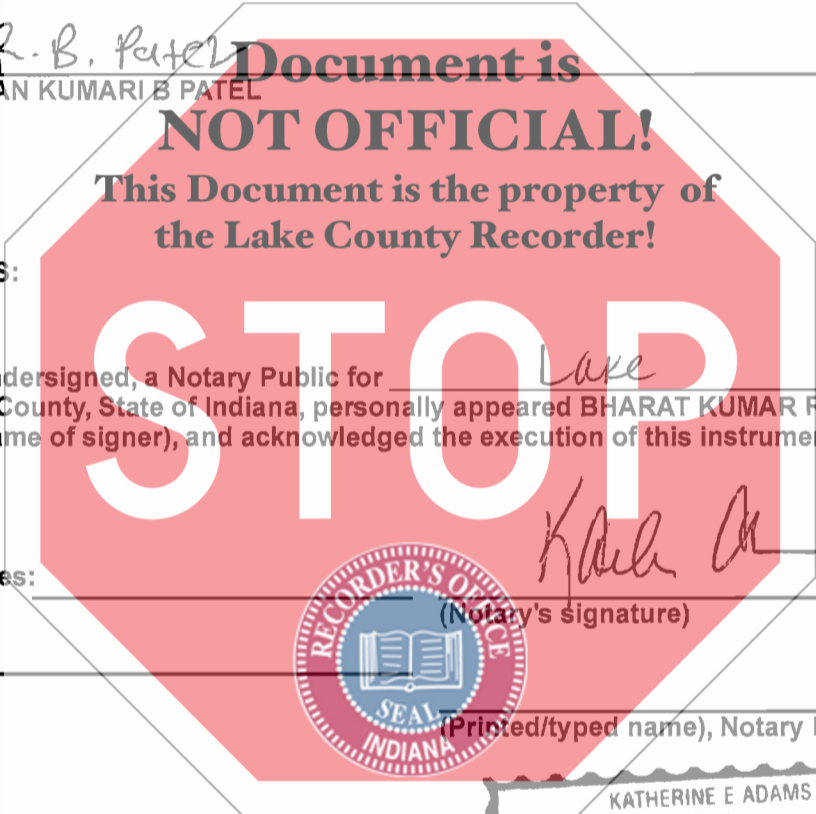 R. B. Patel
AN KUMARI B PATEL
Document is
NOT OFFICIAL!
This Document is the property of
the Lake County Recorder!
S:
STOP
dersigned, a Notary Public for Lake
County, State of Indiana, personally appeared BHARAT KUMAR R
me of signer), and acknowledged the execution of this instrume
es:
(Notary's signature)
RECORDER'S OFFICE
SEAL
INDIANA
(Printed/typed name), Notary
KATHERINE E ADAMS